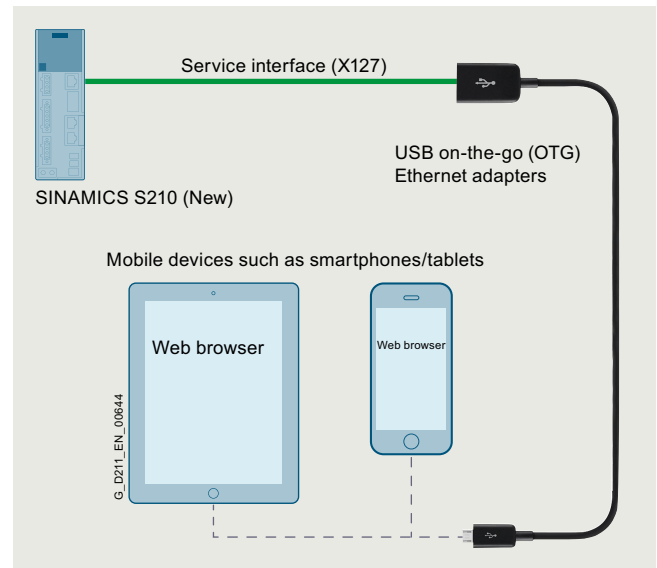 Service interface (X127)
USB on-the-go (OTG)
Ethernet adapters
SINAMICS S210 (New)
Mobile devices such as smartphones/tablets
Web browser
Web browser
G_D211_EN_00644